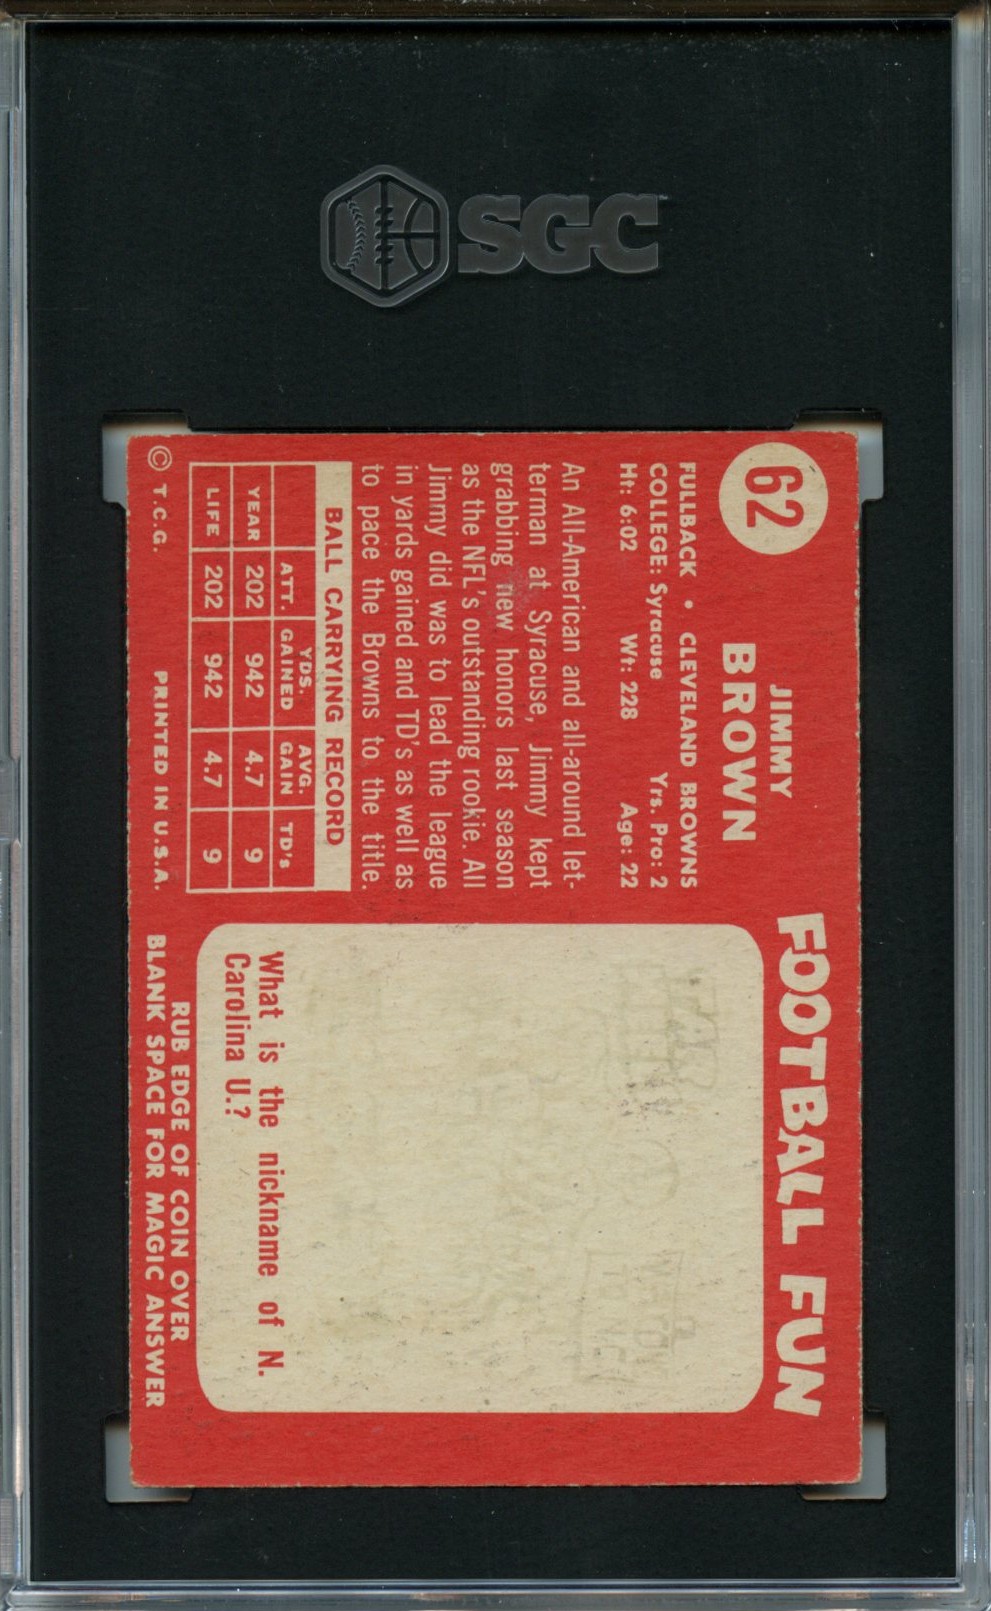 SGC
62
JIMMY
BROWN
FULLBACK • CLEVELAND BROWNS
COLLEGE: Syracuse Yrs. Pro: 2
Ht: 6:02 Wt: 228 Age: 22
An All-American and all-around let-
terman at Syracuse, Jimmy kept
grabbing new honors last season
as the NFL's outstanding rookie. All
Jimmy did was to lead the league
in yards gained and TD's as well as
to pace the Browns to the title.
BALL CARRYING RECORD
ATT. YDS. GAINED AVG. GAIN TD's
YEAR 202 942 4.7 9
LIFE 202 942 4.7 9
© T.C.G. PRINTED IN U.S.A.
FOOTBALL FUN
What is the nickname of N.
Carolina U.?
RUB EDGE OF COIN OVER
BLANK SPACE FOR MAGIC ANSWER